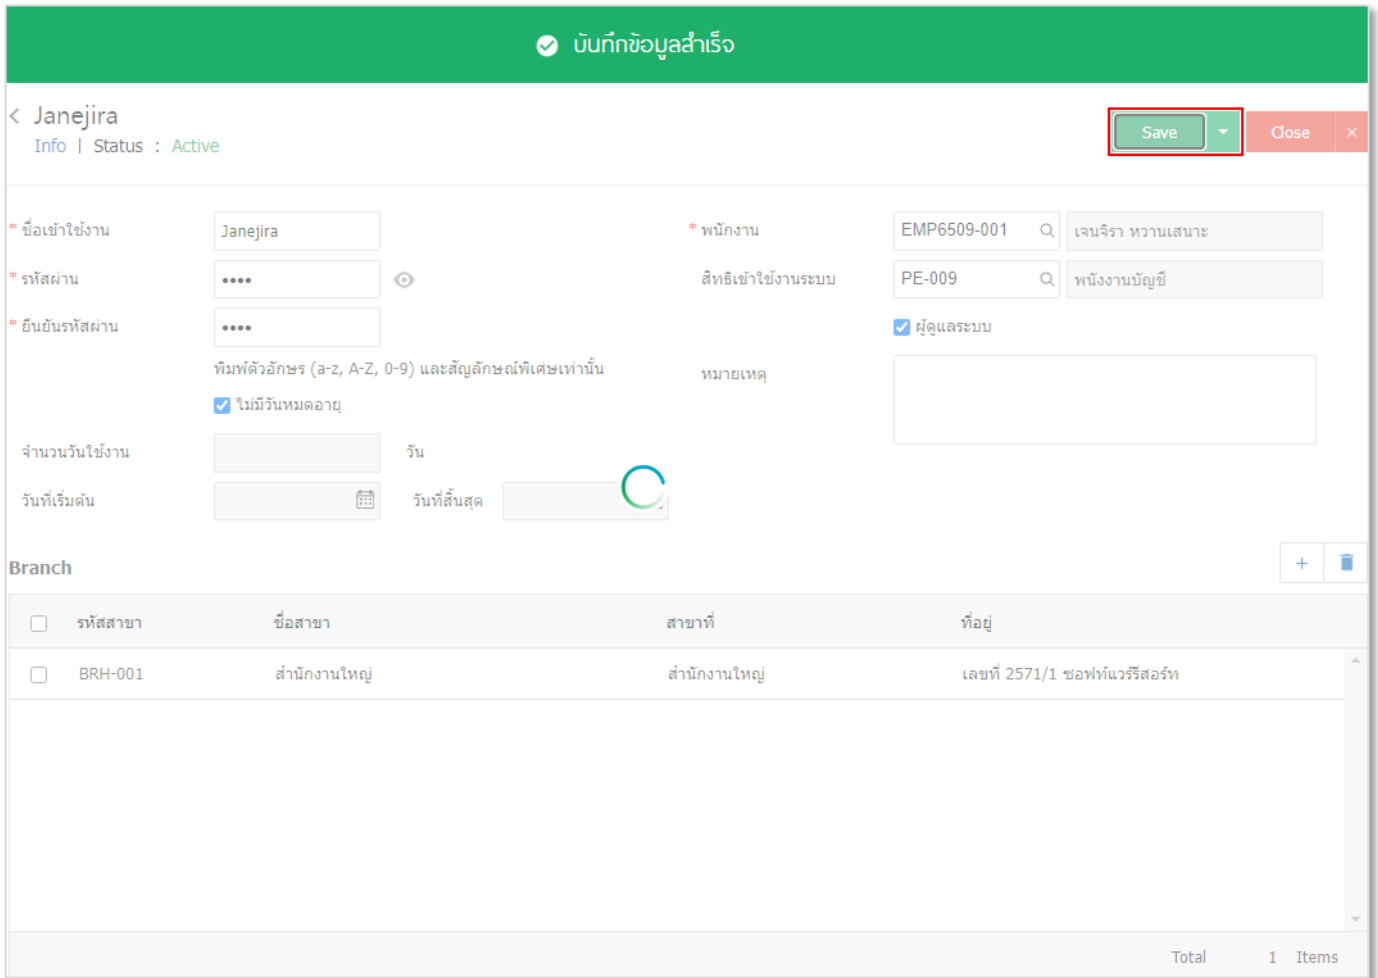 บันทึกข้อมูลสำเร็จ
Janejira
Info | Status : Active
Save
Close
* ชื่อเข้าใช้งาน
Janejira
* พนักงาน
EMP6509-001
เจนจิรา หวานเสนาะ
* รหัสผ่าน
••••
สิทธิเข้าใช้งานระบบ
PE-009
พนังงานบัญชี
* ยืนยันรหัสผ่าน
••••
ผู้ดูแลระบบ
พิมพ์ตัวอักษร (a-z, A-Z, 0-9) และสัญลักษณ์พิเศษเท่านั้น
หมายเหตุ
ไม่มีวันหมดอายุ
จำนวนวันใช้งาน
วัน
วันที่เริ่มต้น
วันที่สิ้นสุด
Branch
รหัสสาขา ชื่อสาขา สาขาที่ ที่อยู่
BRH-001 สำนักงานใหญ่ สำนักงานใหญ่ เลขที่ 2571/1 ซอฟท์แวร์รีสอร์ท
Total 1 Items